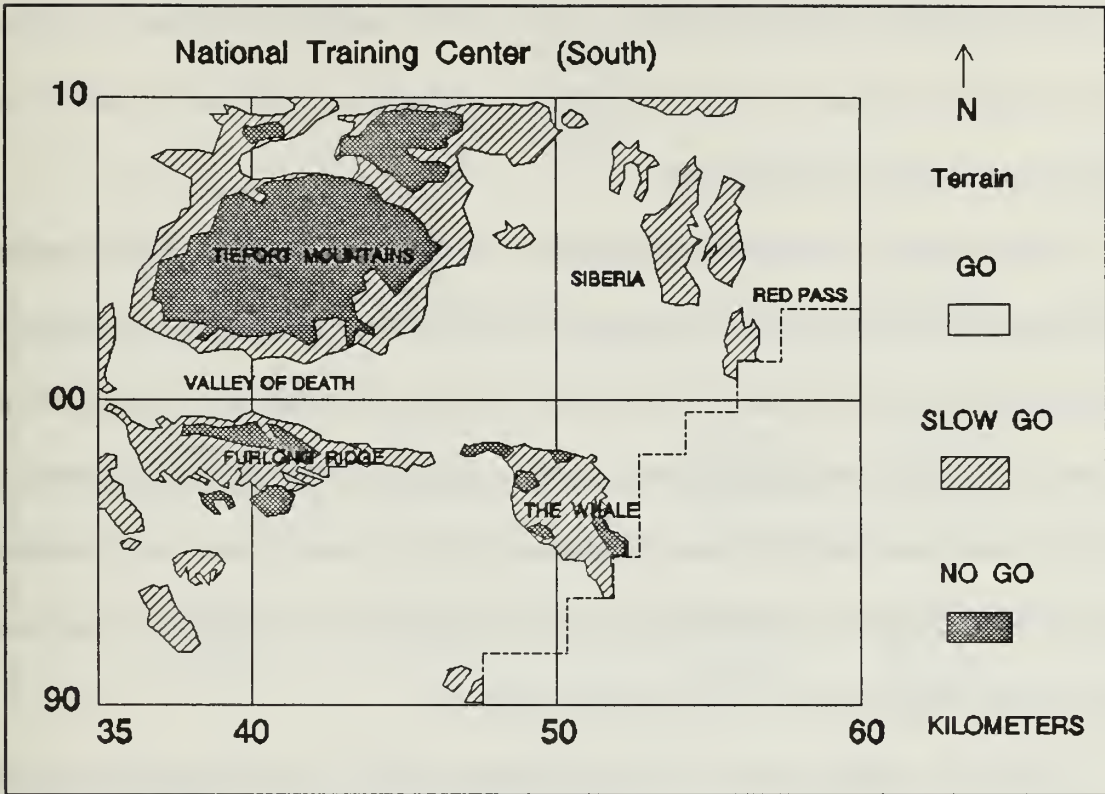 National Training Center (South)
10
N
Terrain
TIEFORT MOUNTAINS
GO
SIBERIA
RED PASS
VALLEY OF DEATH
00
SLOW GO
FURLONG RIDGE
THE WHALE
NO GO
90
35
40
50
60
KILOMETERS